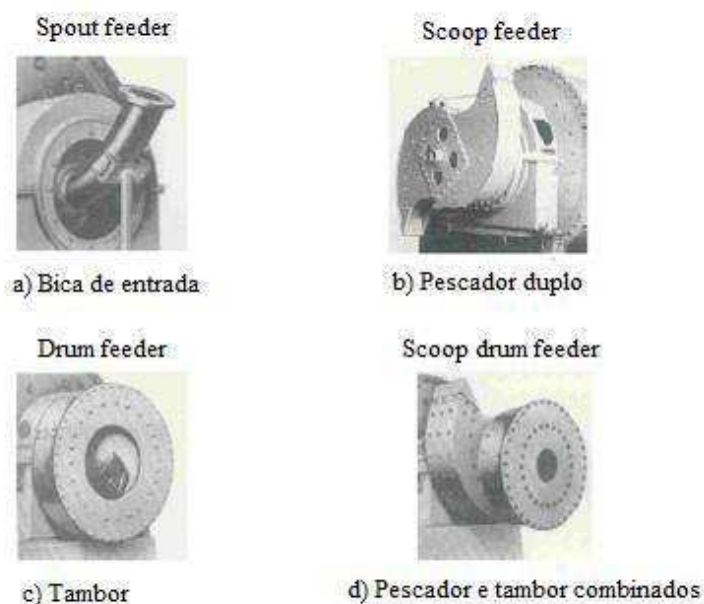 Spout feeder
Scoop feeder
a) Bica de entrada
b) Pescador duplo
Drum feeder
Scoop drum feeder
c) Tambor
d) Pescador e tambor combinados